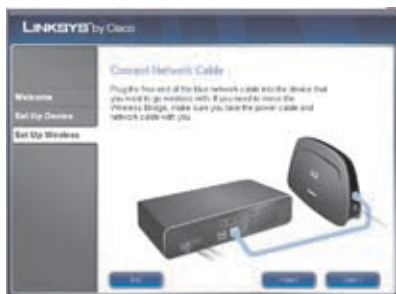 LINKSYS by Cisco
Connect Network Cable
Plug the free end of the blue network cable into the device that
you want to go wireless with. If you need to move the
Wireless Bridge, make sure you take the power cable and
network cable with you.
Welcome
Set Up Device
Set Up Wireless